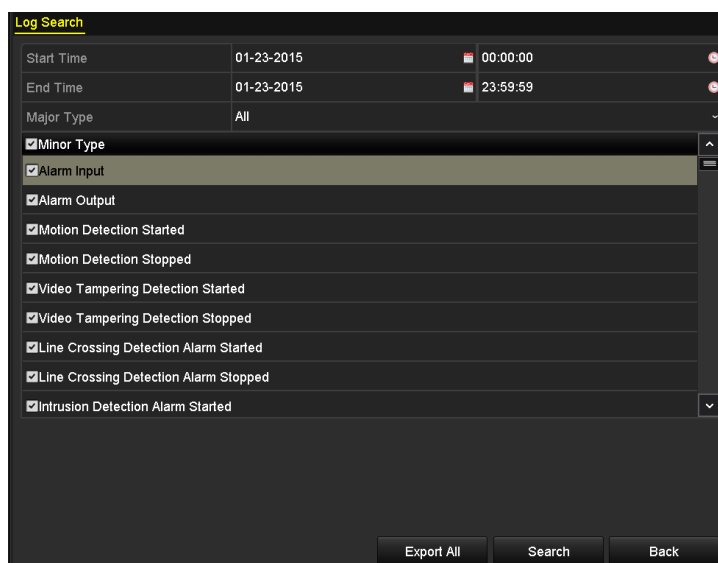 Log Search
Start Time 01-23-2015 00:00:00
End Time 01-23-2015 23:59:59
Major Type All
Minor Type
Alarm Input
Alarm Output
Motion Detection Started
Motion Detection Stopped
Video Tampering Detection Started
Video Tampering Detection Stopped
Line Crossing Detection Alarm Started
Line Crossing Detection Alarm Stopped
Intrusion Detection Alarm Started
Export All Search Back